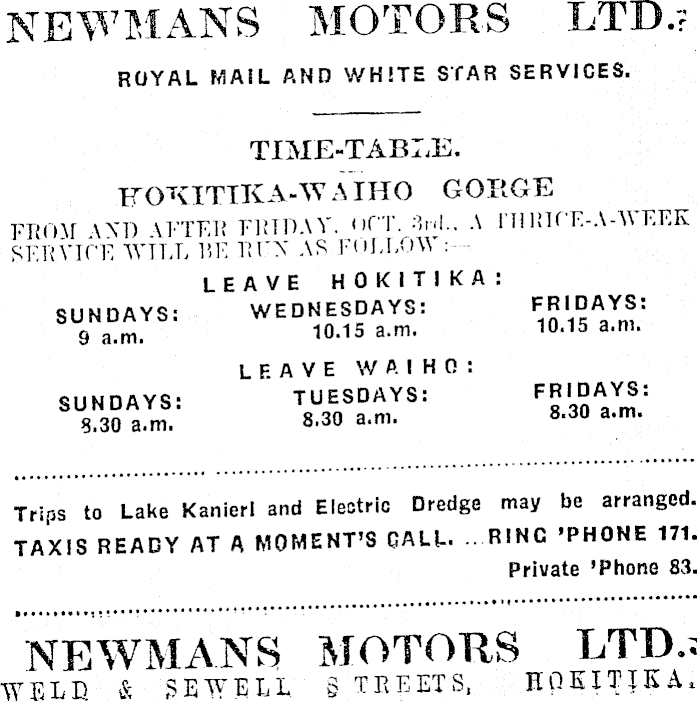 NEWMANS MOTORS LTD.
ROYAL MAIL AND WHITE STAR SERVICES.
TIME-TABLE.
HOKITIKA-WAIHO GORGE
FROM AND AFTER FRIDAY, OCT. 3rd., A THRICE-A-WEEK
SERVICE WILL BE RUN AS FOLLOW:—
LEAVE HOKITIKA:
SUNDAYS: WEDNESDAYS: FRIDAYS:
9 a.m. 10.15 a.m. 10.15 a.m.
LEAVE WAIHO:
SUNDAYS: TUESDAYS: FRIDAYS:
8.30 a.m. 8.30 a.m. 8.30 a.m.
Trips to Lake Kanieri and Electric Dredge may be arranged.
TAXIS READY AT A MOMENT'S CALL. ... RING 'PHONE 171.
Private 'Phone 83.
NEWMANS MOTORS LTD.
WELD & SEWELL STREETS, HOKITIKA.